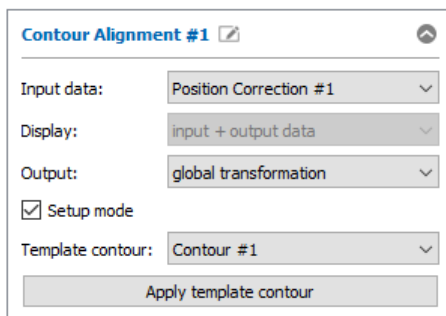 Contour Alignment #1
Input data: Position Correction #1
Display: input + output data
Output: global transformation
Setup mode
Template contour: Contour #1
Apply template contour